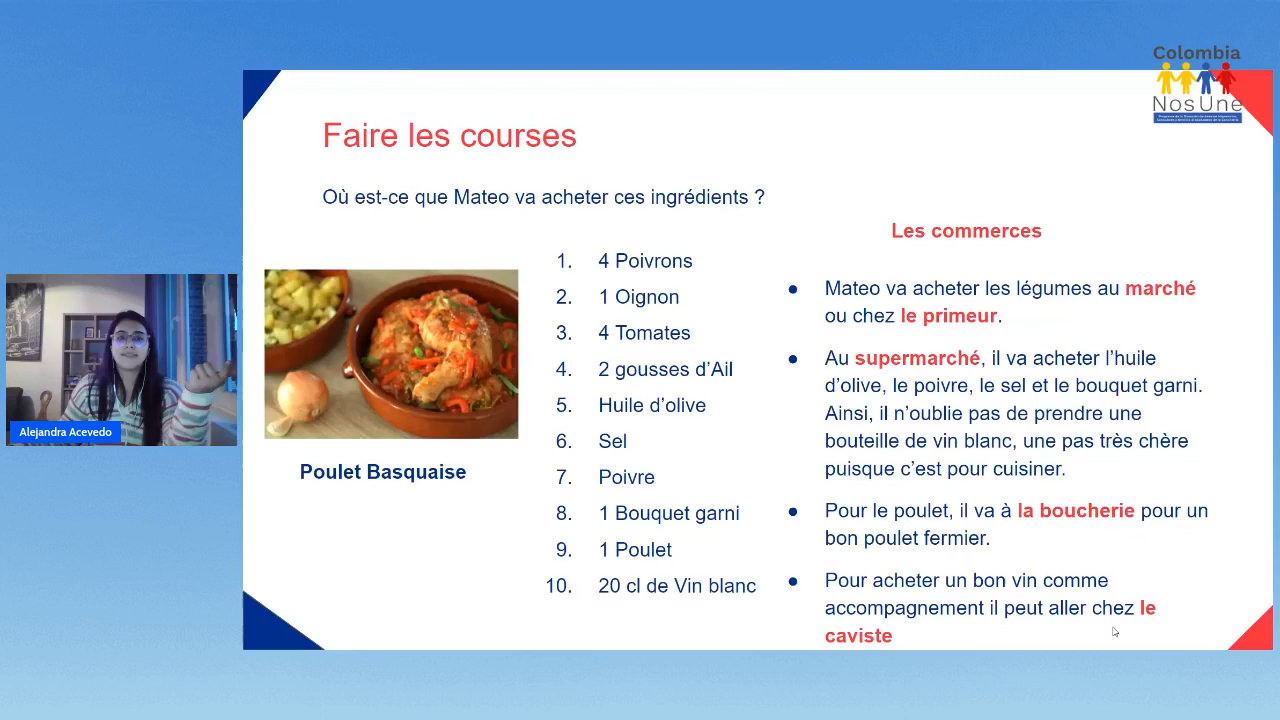 Colombia
NosUne
Faire les courses
Où est-ce que Mateo va acheter ces ingrédients ?
Les commerces
1. 4 Poivrons
2. 1 Oignon
3. 4 Tomates
4. 2 gousses d’Ail
5. Huile d’olive
6. Sel
7. Poivre
8. 1 Bouquet garni
9. 1 Poulet
10. 20 cl de Vin blanc
Poulet Basquaise
● Mateo va acheter les légumes au marché
ou chez le primeur.
● Au supermarché, il va acheter l’huile
d’olive, le poivre, le sel et le bouquet garni.
Ainsi, il n’oublie pas de prendre une
bouteille de vin blanc, une pas très chère
puisque c’est pour cuisiner.
● Pour le poulet, il va à la boucherie pour un
bon poulet fermier.
● Pour acheter un bon vin comme
accompagnement il peut aller chez le
caviste
Alejandra Acevedo